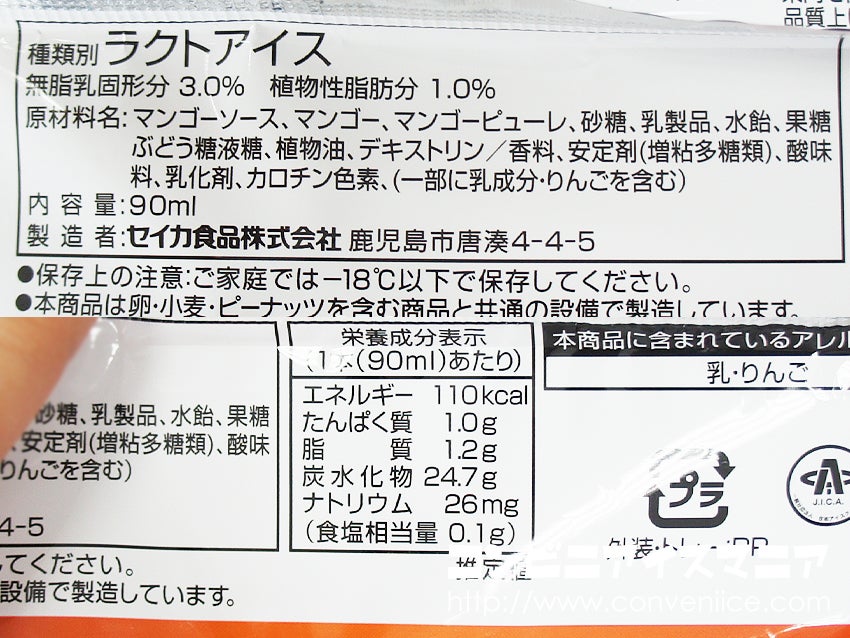 品質上
種類別 ラクトアイス
無脂乳固形分 3.0% 植物性脂肪分 1.0%
原材料名:マンゴーソース、マンゴー、マンゴーピューレ、砂糖、乳製品、水飴、果糖
ぶどう糖液糖、植物油、デキストリン/香料、安定剤(増粘多糖類)、酸味
料、乳化剤、カロチン色素、(一部に乳成分・りんごを含む)
内容量:90ml
製造者:セイカ食品株式会社 鹿児島市唐湊4-4-5
●保存上の注意:ご家庭では-18℃以下で保存してください。
●本商品は卵・小麦・ピーナッツを含む商品と共通の設備で製造しています。
砂糖、乳製品、水飴、果糖
、安定剤(増粘多糖類)、酸味
りんごを含む)
4-5
てください。
設備で製造しています。
栄養成分表示
(1本(90ml)あたり)
エネルギー 110kcal
たんぱく質 1.0g
脂質 1.2g
炭水化物 24.7g
ナトリウム 26mg
(食塩相当量 0.1g)
推定値
本商品に含まれているアレル
乳・りんご
プラ
外装・トレー:PP
J.I.C.A.
コンビニアイスマニア
http://www.conveniice.com/